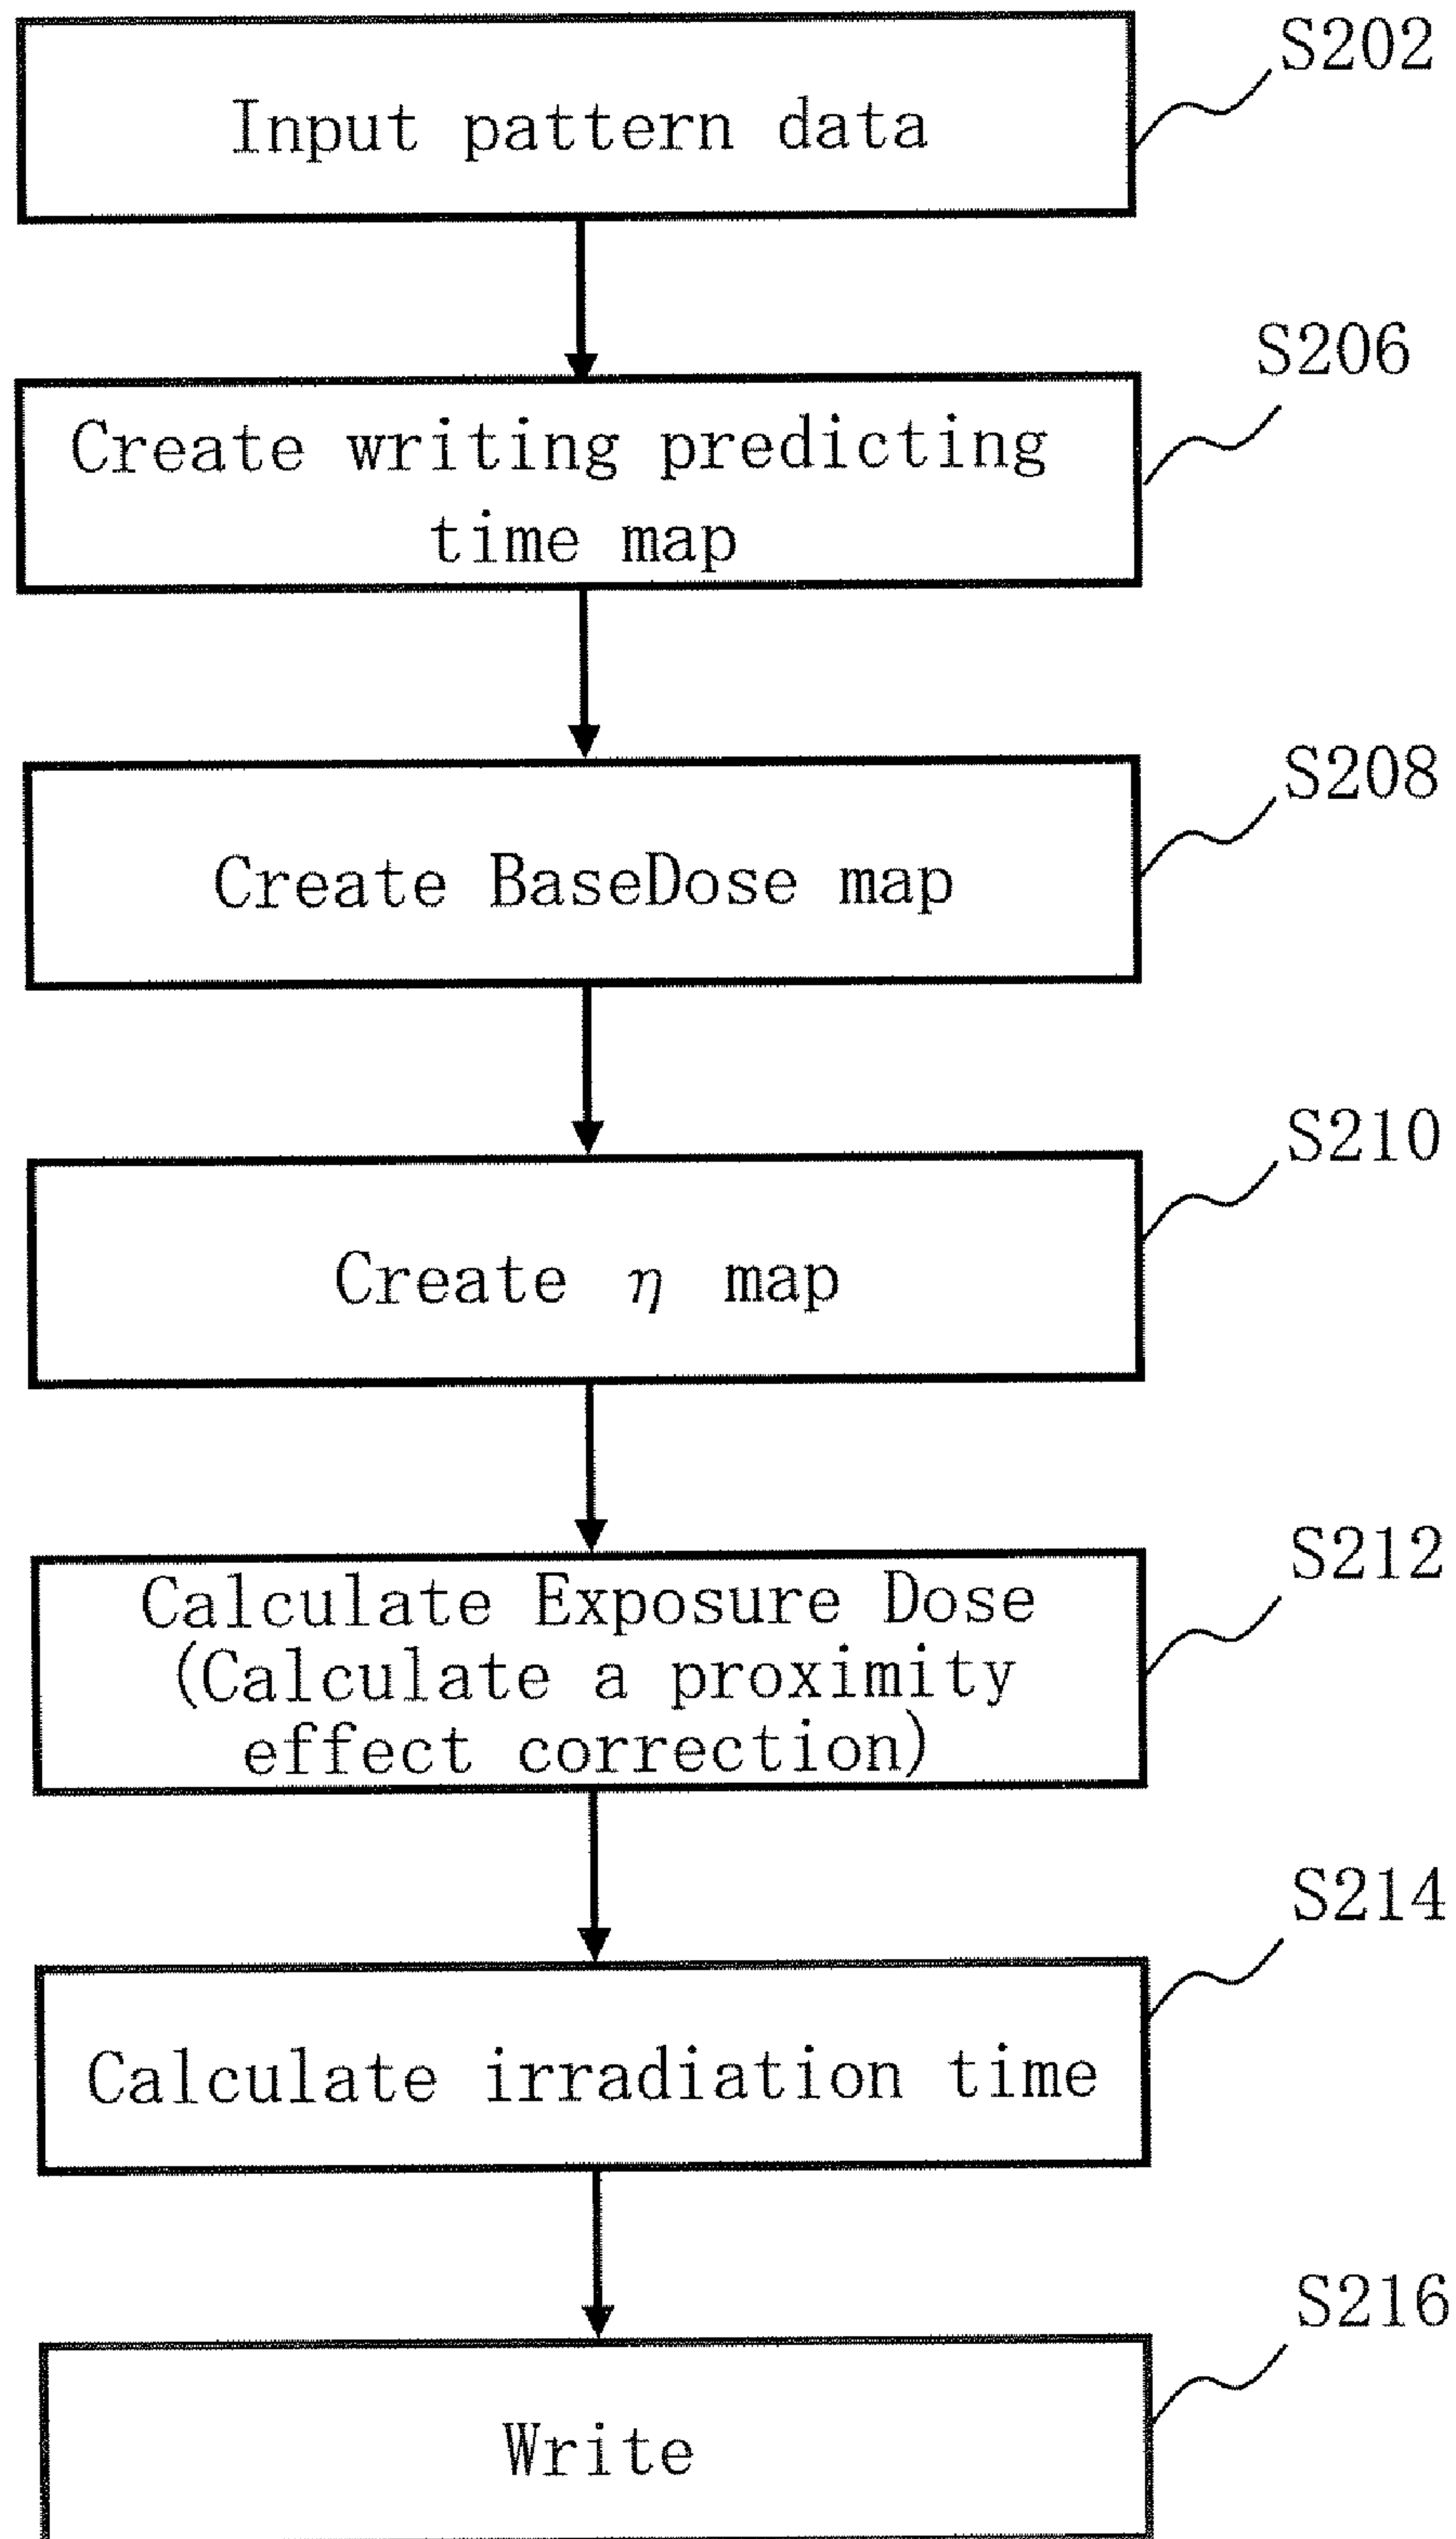 S202
Input pattern data
S206
Create writing predicting
time map
S208
Create BaseDose map
S210
Create η map
S212
Calculate Exposure Dose
(Calculate a proximity
effect correction)
S214
Calculate irradiation time
S216
Write